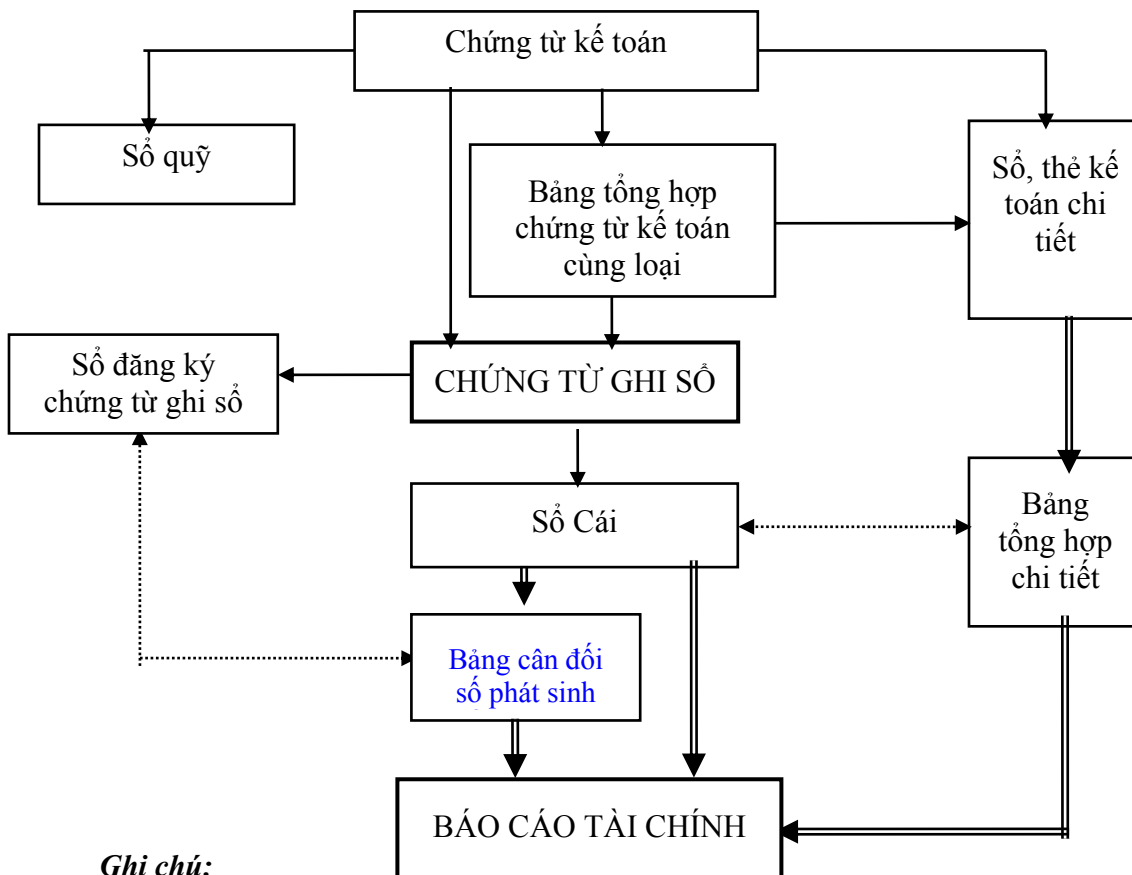 Chứng từ kế toán
Sổ quỹ
Bảng tổng hợp
chứng từ kế toán
cùng loại
Sổ, thẻ kế
toán chi
tiết
Sổ đăng ký
chứng từ ghi sổ
CHỨNG TỪ GHI SỔ
Sổ Cái
Bảng
tổng hợp
chi tiết
Bảng cân đối
số phát sinh
BÁO CÁO TÀI CHÍNH
Ghi chú: